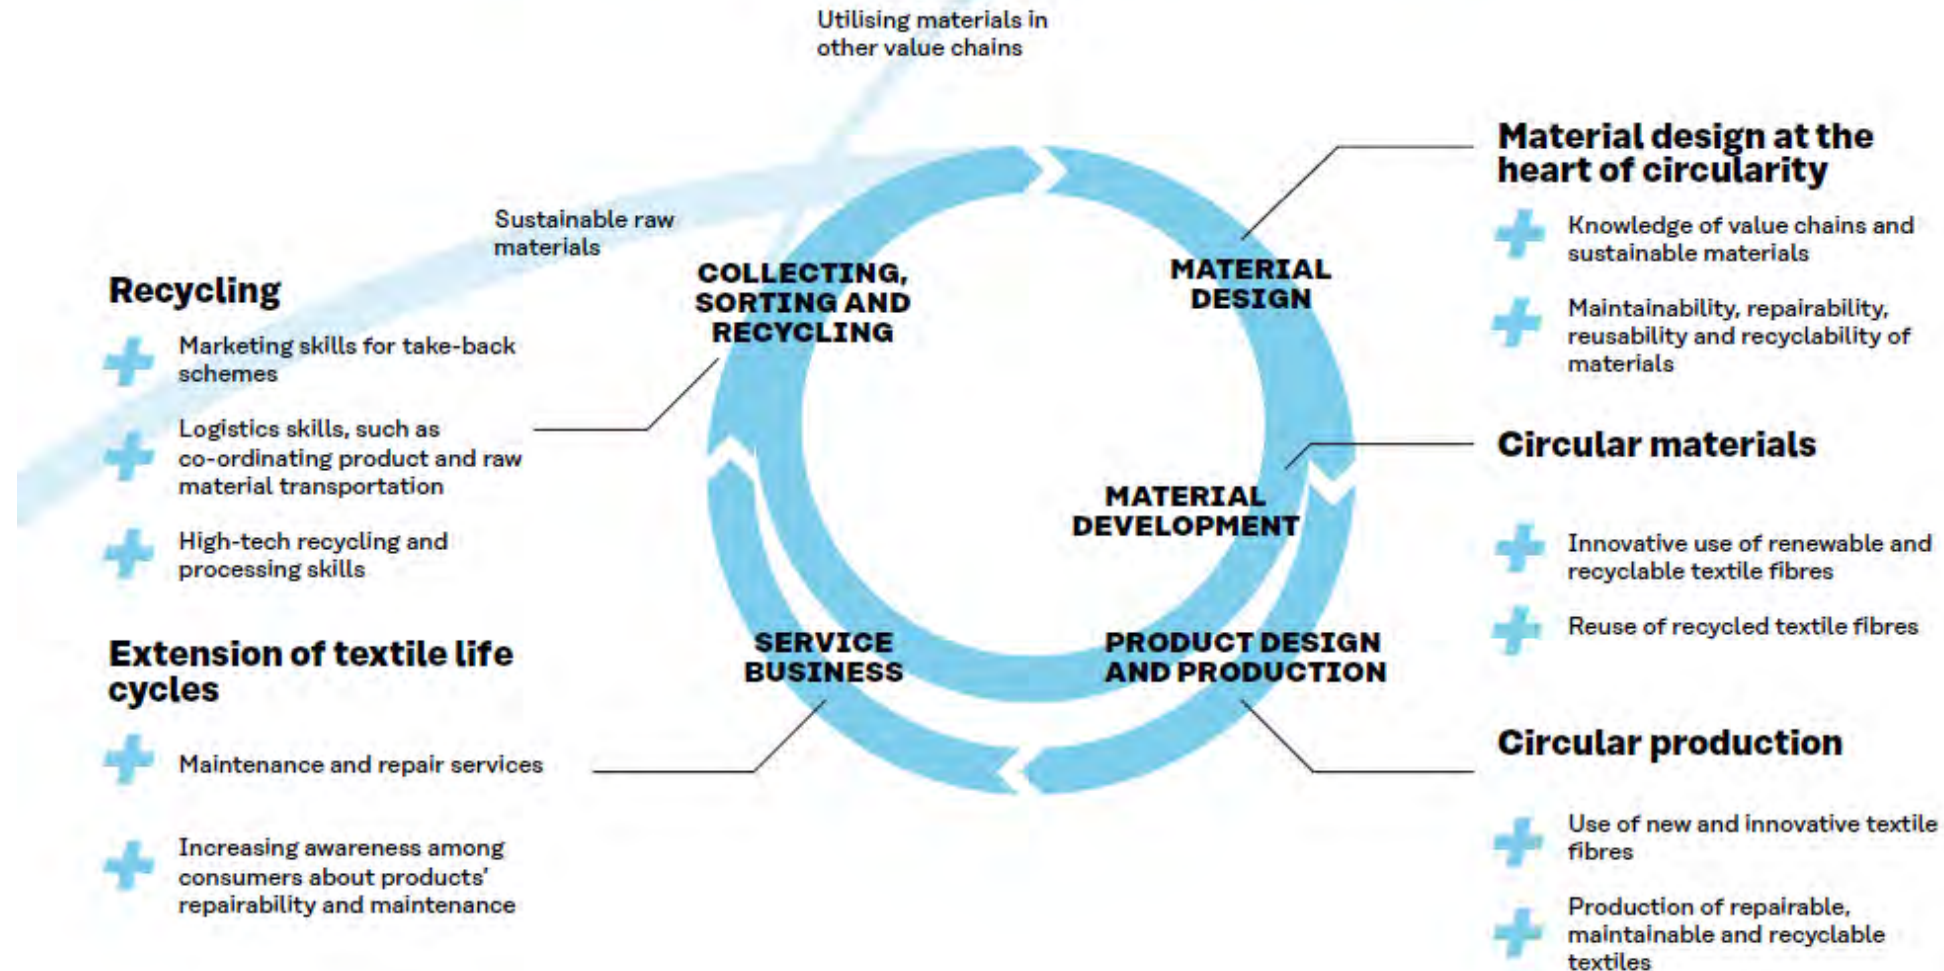 Utilising materials in
other value chains
Sustainable raw
materials
Recycling
Marketing skills for take-back
schemes
Logistics skills, such as
co-ordinating product and raw
material transportation
High-tech recycling and
processing skills
Extension of textile life
cycles
Maintenance and repair services
Increasing awareness among
consumers about products'
repairability and maintenance
COLLECTING,
SORTING AND
RECYCLING
MATERIAL
DESIGN
MATERIAL
DEVELOPMENT
SERVICE
BUSINESS
PRODUCT DESIGN
AND PRODUCTION
Material design at the
heart of circularity
Knowledge of value chains and
sustainable materials
Maintainability, repairability,
reusability and recyclability of
materials
Circular materials
Innovative use of renewable and
recyclable textile fibres
Reuse of recycled textile fibres
Circular production
Use of new and innovative textile
fibres
Production of repairable,
maintainable and recyclable
textiles